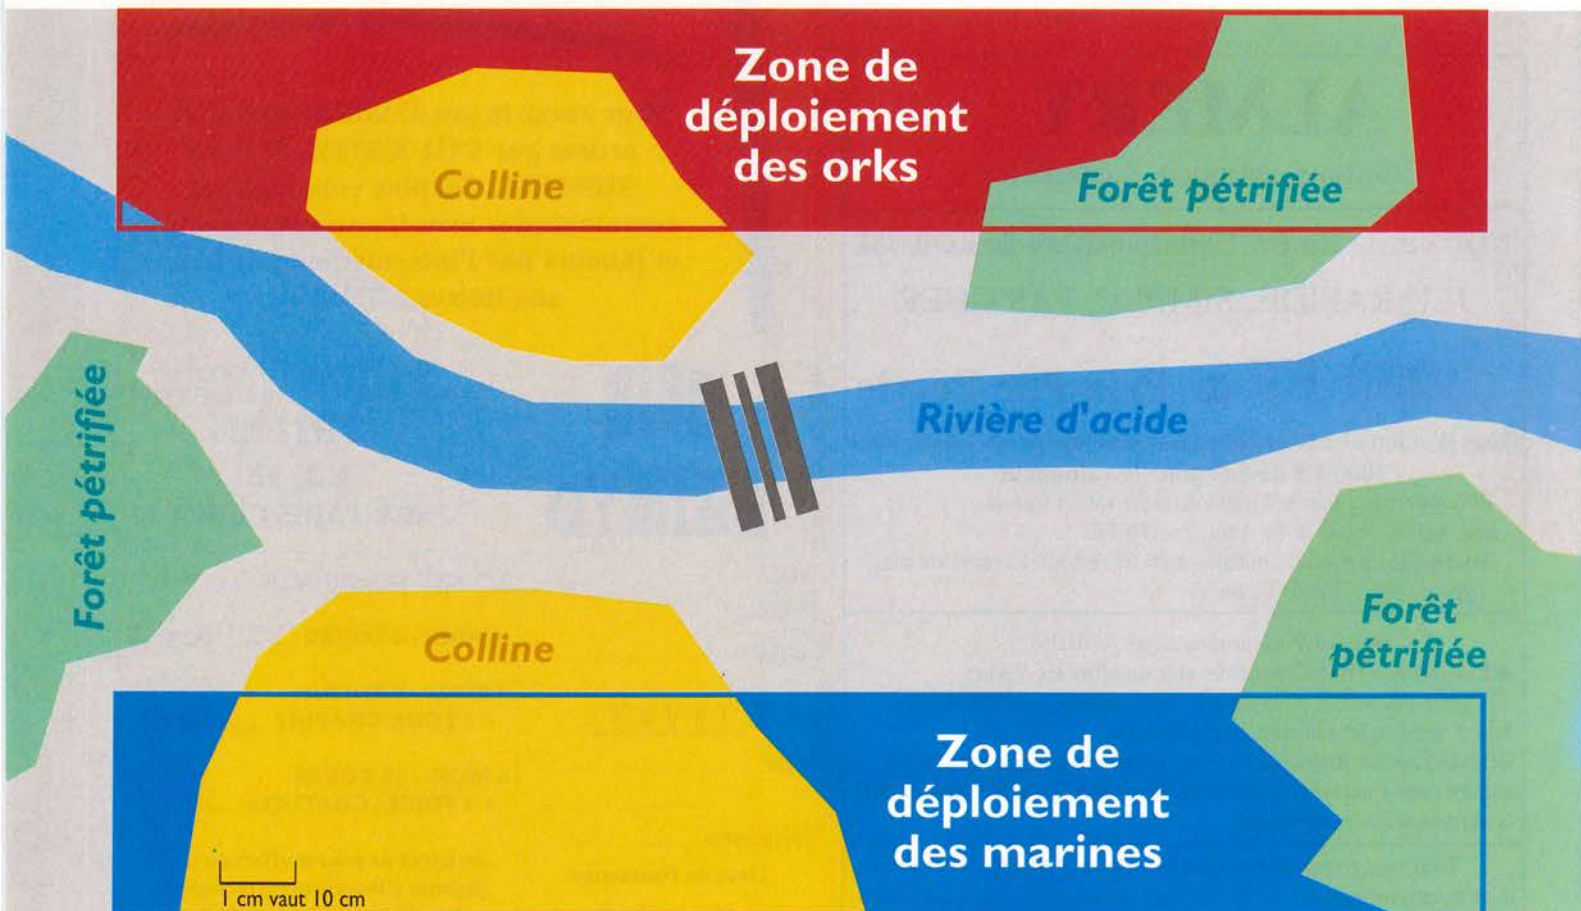 Zone de
déploiement
des orks
Colline
Forêt pétrifiée
Rivière d'acide
Forêt pétrifiée
Colline
Forêt
pétrifiée
Zone de
déploiement
des marines
1 cm vaut 10 cm